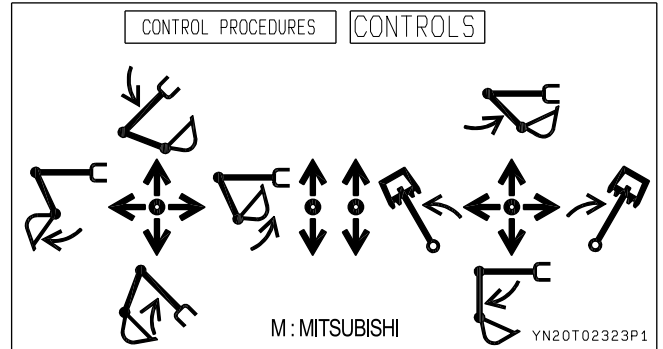 CONTROL PROCEDURES
CONTROLS
M : MITSUBISHI
YN20T02323P1